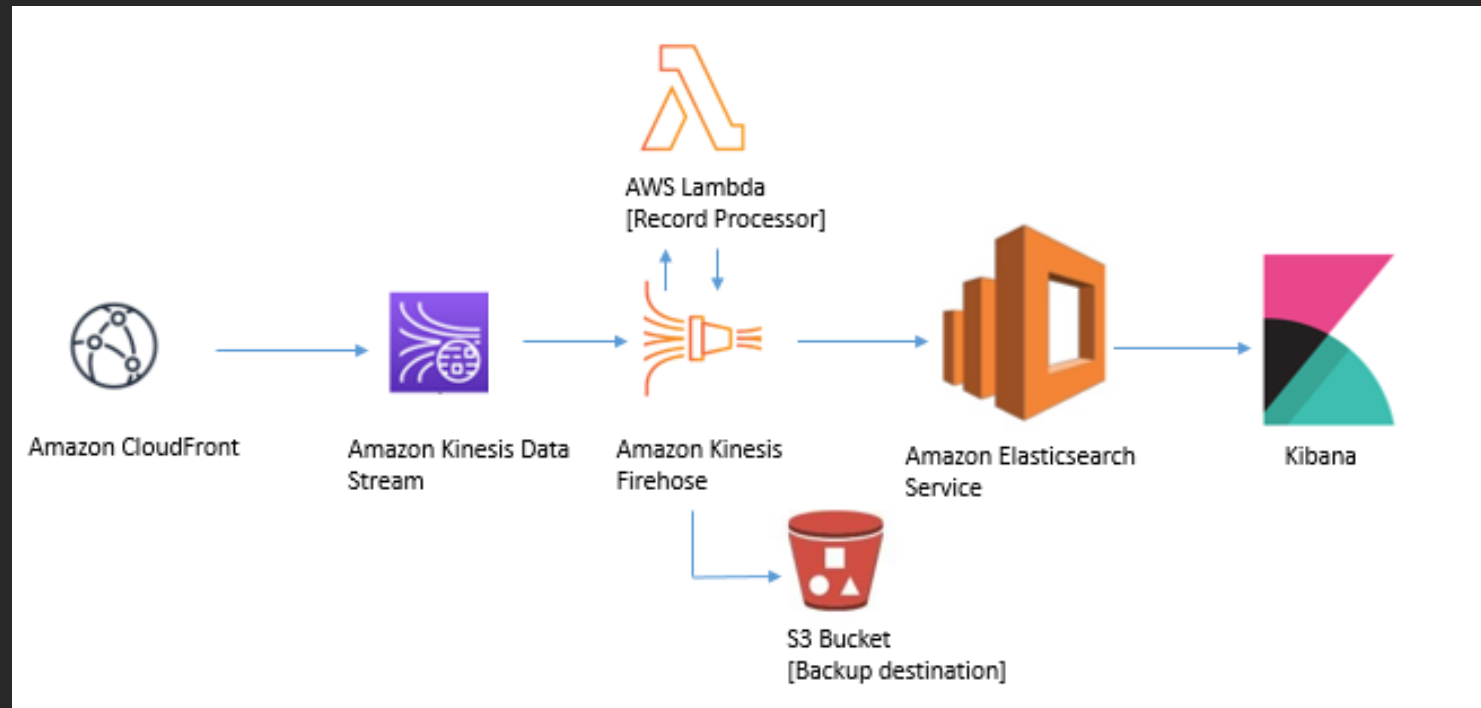 AWS Lambda
[Record Processor]
Amazon CloudFront
Amazon Kinesis Data
Stream
Amazon Kinesis
Firehose
Amazon Elasticsearch
Service
Kibana
S3 Bucket
[Backup destination]